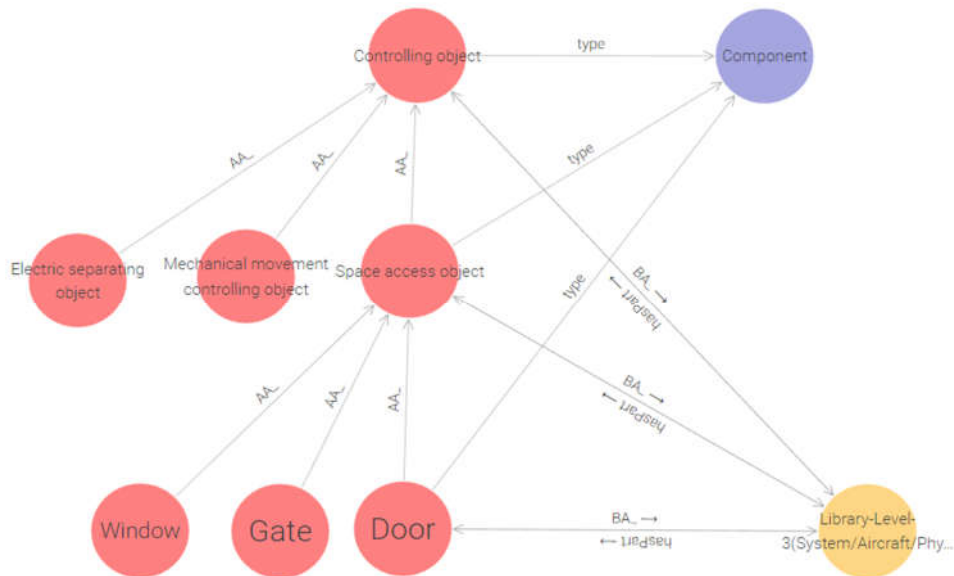 Controlling object
type
Component
AA_
AA_
AA_
type
Electric separating
object
Mechanical movement
controlling object
Space access object
type
BA_ →
← hasPart
AA_
AA_
AA_
BA_ →
← hasPart
Window
Gate
Door
BA_ →
← hasPart
Library-Level-
3(System/Aircraft/Phy...